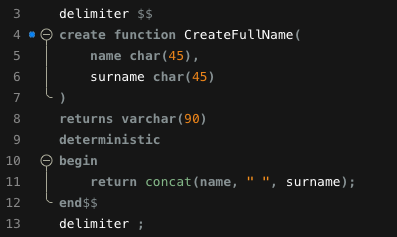 3 delimiter $$
4 create function CreateFullName(
5 name char(45),
6 surname char(45)
7 )
8 returns varchar(90)
9 deterministic
10 begin
11 return concat(name, " ", surname);
12 end$$
13 delimiter ;